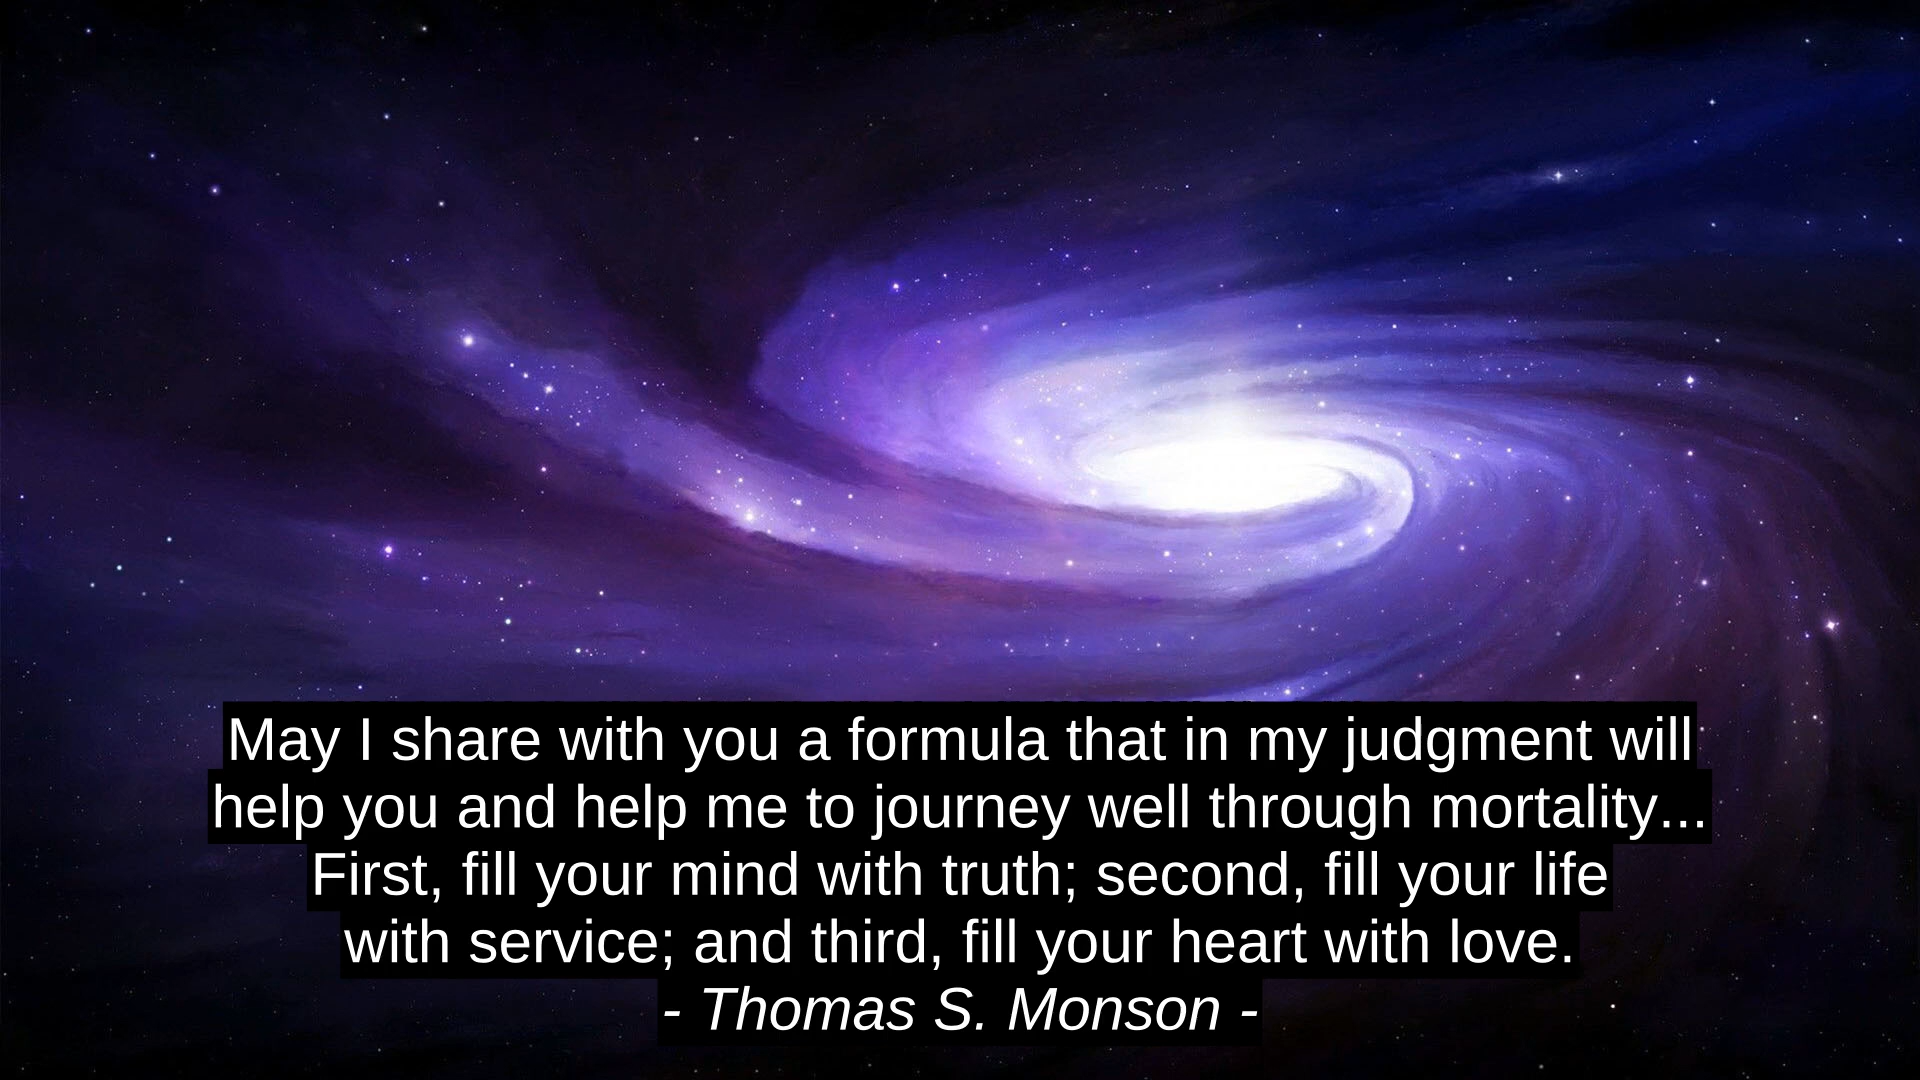 May I share with you a formula that in my judgment will
help you and help me to journey well through mortality...
First, fill your mind with truth; second, fill your life
with service; and third, fill your heart with love.
- Thomas S. Monson -